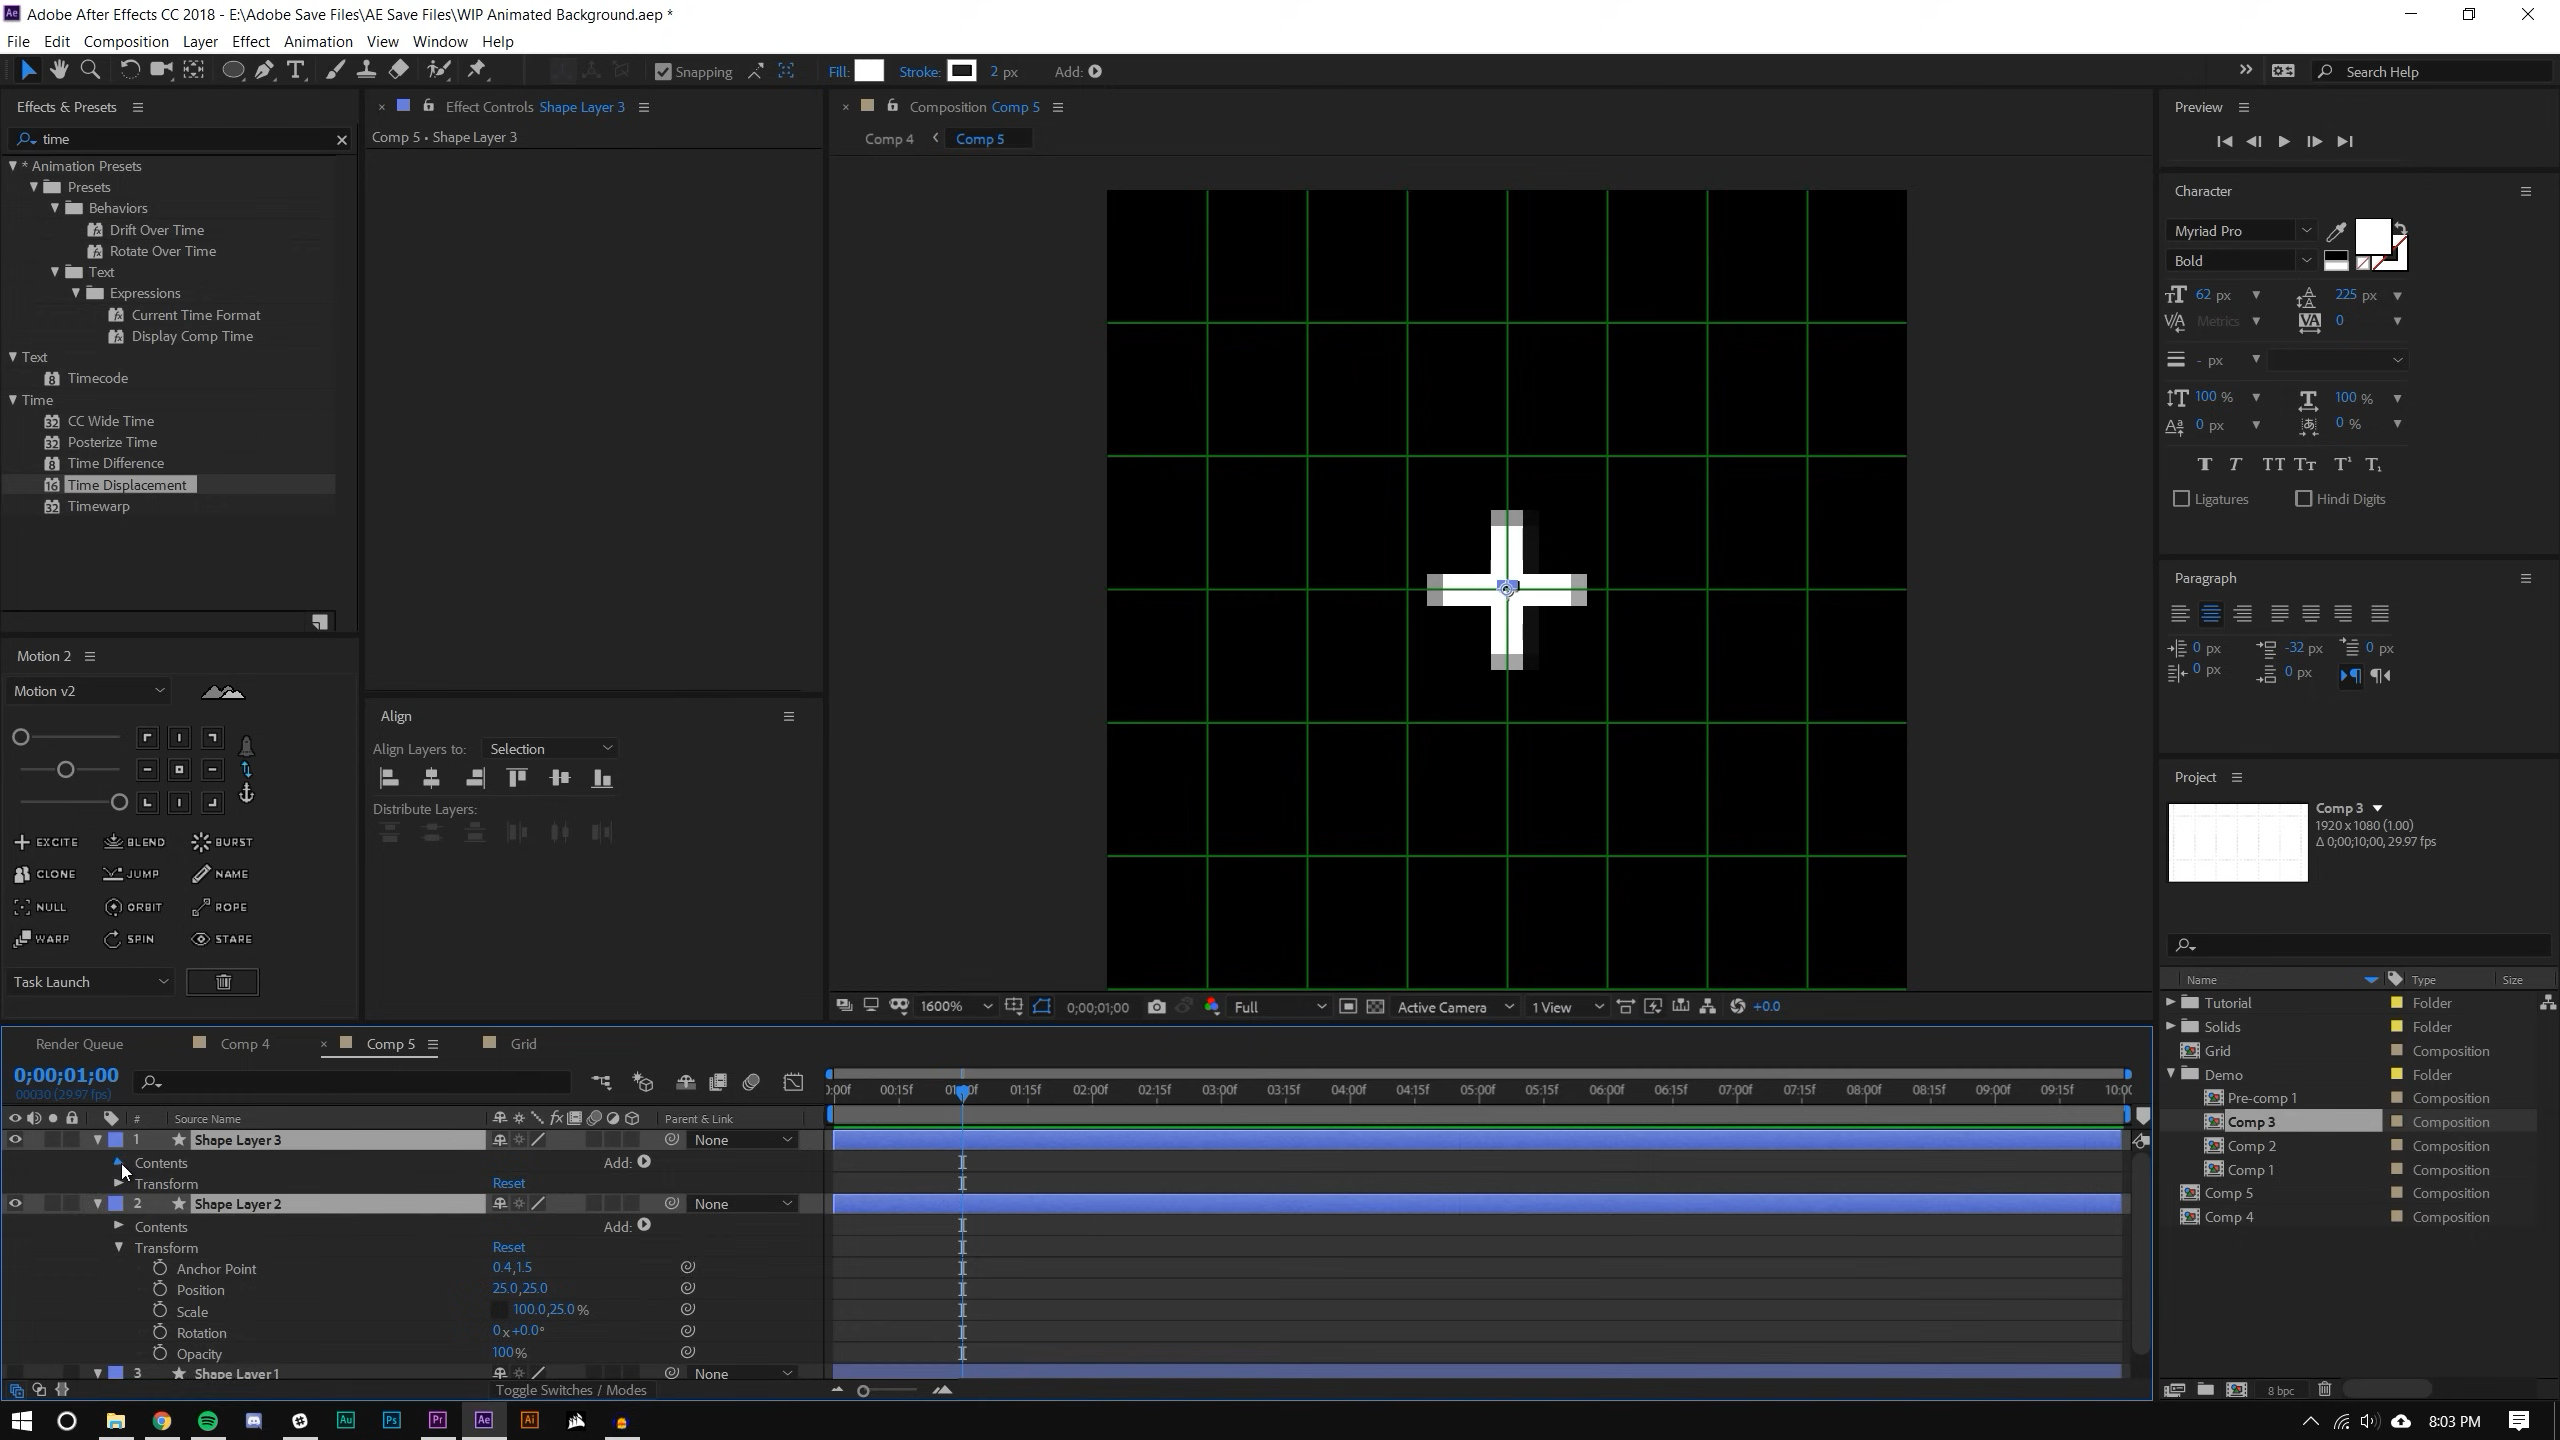 Adobe After Effects CC 2018 - E:\Adobe Save Files\AE Save Files\WIP Animated Background.aep *
File Edit Composition Layer Effect Animation View Window Help
Snapping Fill: Stroke: 2 px Add: Search Help
Effects & Presets
time
* Animation Presets
Presets
Behaviors
Drift Over Time
Rotate Over Time
Text
Expressions
Current Time Format
Display Comp Time
Text
Timecode
Time
CC Wide Time
Posterize Time
Time Difference
Time Displacement
Timewarp
Motion 2
Motion v2
EXCITE BLEND BURST
CLONE JUMP NAME
NULL ORBIT ROPE
WARP SPIN STARE
Task Launch
Effect Controls Shape Layer 3
Comp 5 • Shape Layer 3
Align
Align Layers to: Selection
Distribute Layers:
Composition Comp 5
Comp 4 Comp 5
1600% 0;00;01;00 Full Active Camera 1 View +0.0
Preview
Character
Myriad Pro
Bold
62 px 225 px
Metrics 0
- px
100 % 100 %
0 px 0 %
T T TT Tт T¹ T₁
Ligatures Hindi Digits
Paragraph
0 px -32 px 0 px
0 px 0 px
Project
Comp 3
1920 x 1080 (1.00)
Δ 0;00;10;00, 29.97 fps
Name Type Size
Tutorial Folder
Solids Folder
Grid Composition
Demo Folder
Pre-comp 1 Composition
Comp 3 Composition
Comp 2 Composition
Comp 1 Composition
Comp 5 Composition
Comp 4 Composition
8 bpc
Render Queue Comp 4 Comp 5 Grid
0;00;01;00
00030 (29.97 fps)
00:15f 01:15f 02:00f 02:15f 03:00f 03:15f 04:00f 04:15f 05:00f 05:15f 06:00f 06:15f 07:00f 07:15f 08:00f 08:15f 09:00f 09:15f 10:00
# Source Name Parent & Link
1 Shape Layer 3 None
Contents Add:
Transform Reset
2 Shape Layer 2 None
Contents Add:
Transform Reset
Anchor Point 0.4,1.5
Position 25.0,25.0
Scale 100.0,25.0 %
Rotation 0x+0.0°
Opacity 100%
3 Shape Layer 1 None
Toggle Switches / Modes
Au Ps Pr Ae Ai 8:03 PM